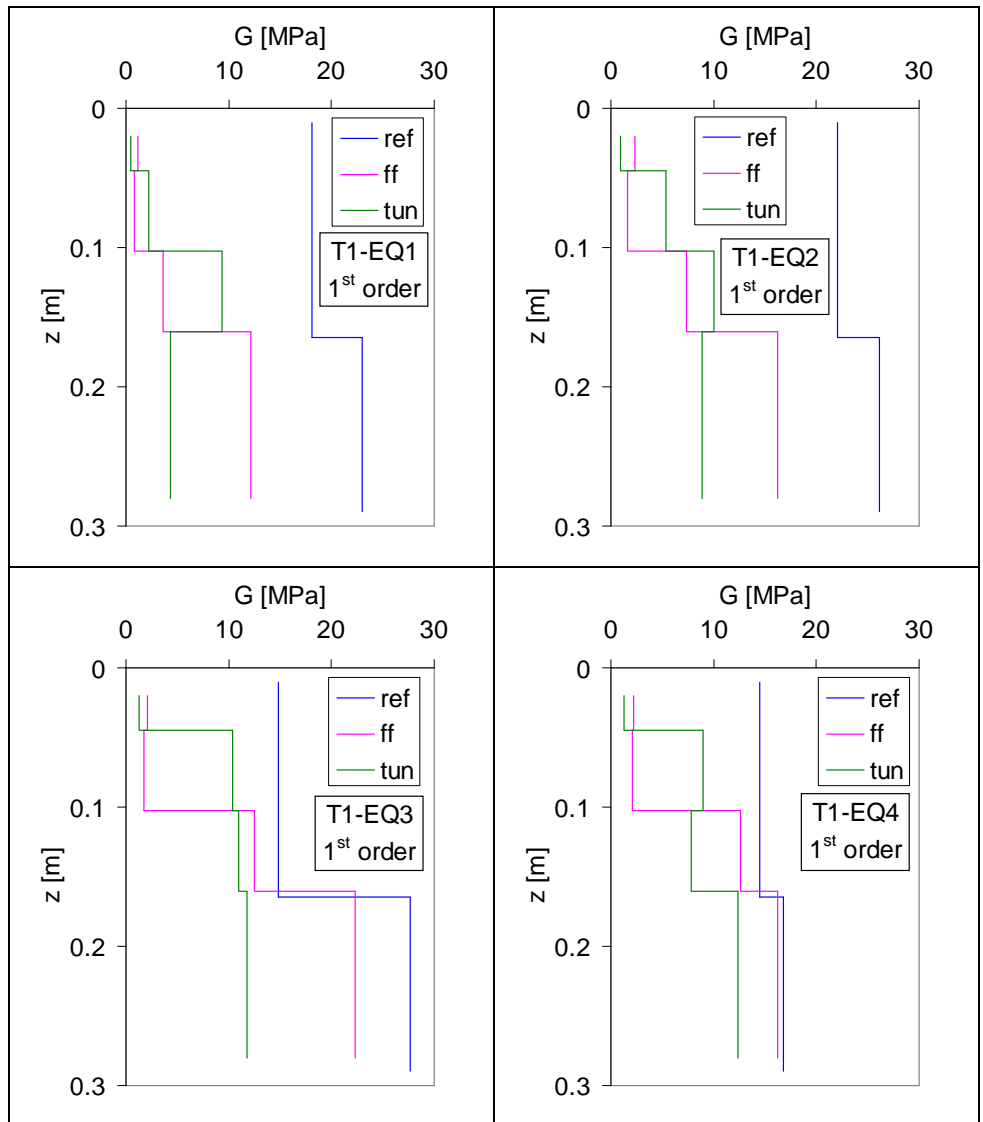 G [MPa]
0 10 20 30
0
0.1
0.2
0.3
z [m]
ref
ff
tun
T1-EQ1
1st order
G [MPa]
0 10 20 30
0
0.1
0.2
0.3
z [m]
ref
ff
tun
T1-EQ2
1st order
G [MPa]
0 10 20 30
0
0.1
0.2
0.3
z [m]
ref
ff
tun
T1-EQ3
1st order
G [MPa]
0 10 20 30
0
0.1
0.2
0.3
z [m]
ref
ff
tun
T1-EQ4
1st order